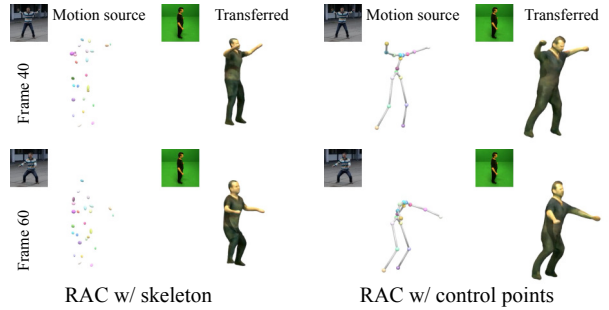 Motion source Transferred Motion source Transferred
Frame 40
Frame 60
RAC w/ skeleton RAC w/ control points